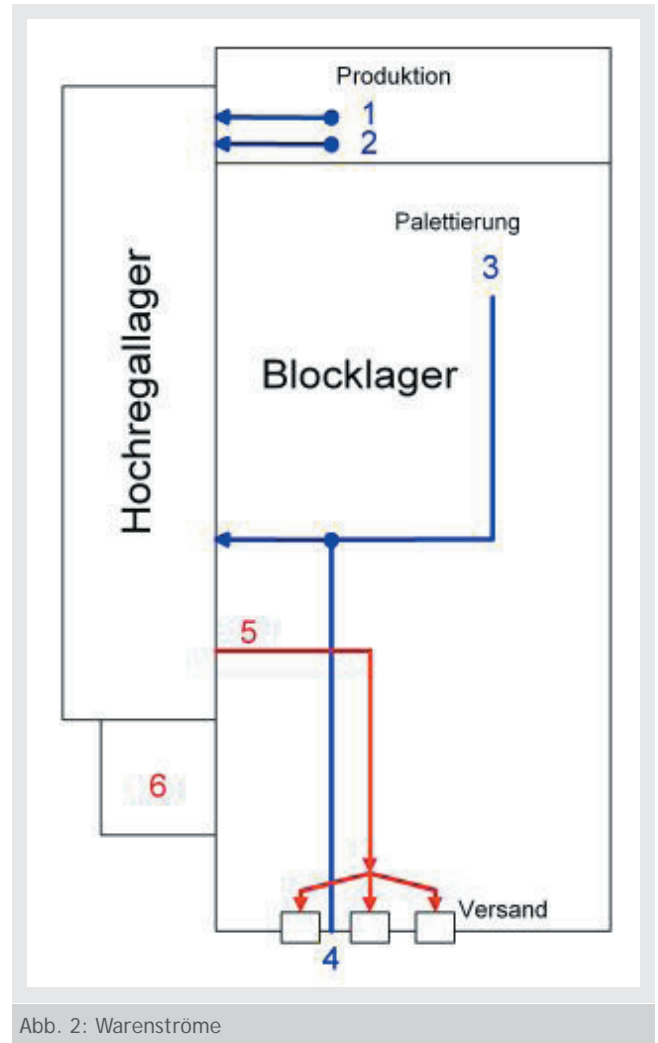 Produktion
1
2
Palettierung
3
Hochregallager
Blocklager
5
6
Versand
4
Abb. 2: Warenströme